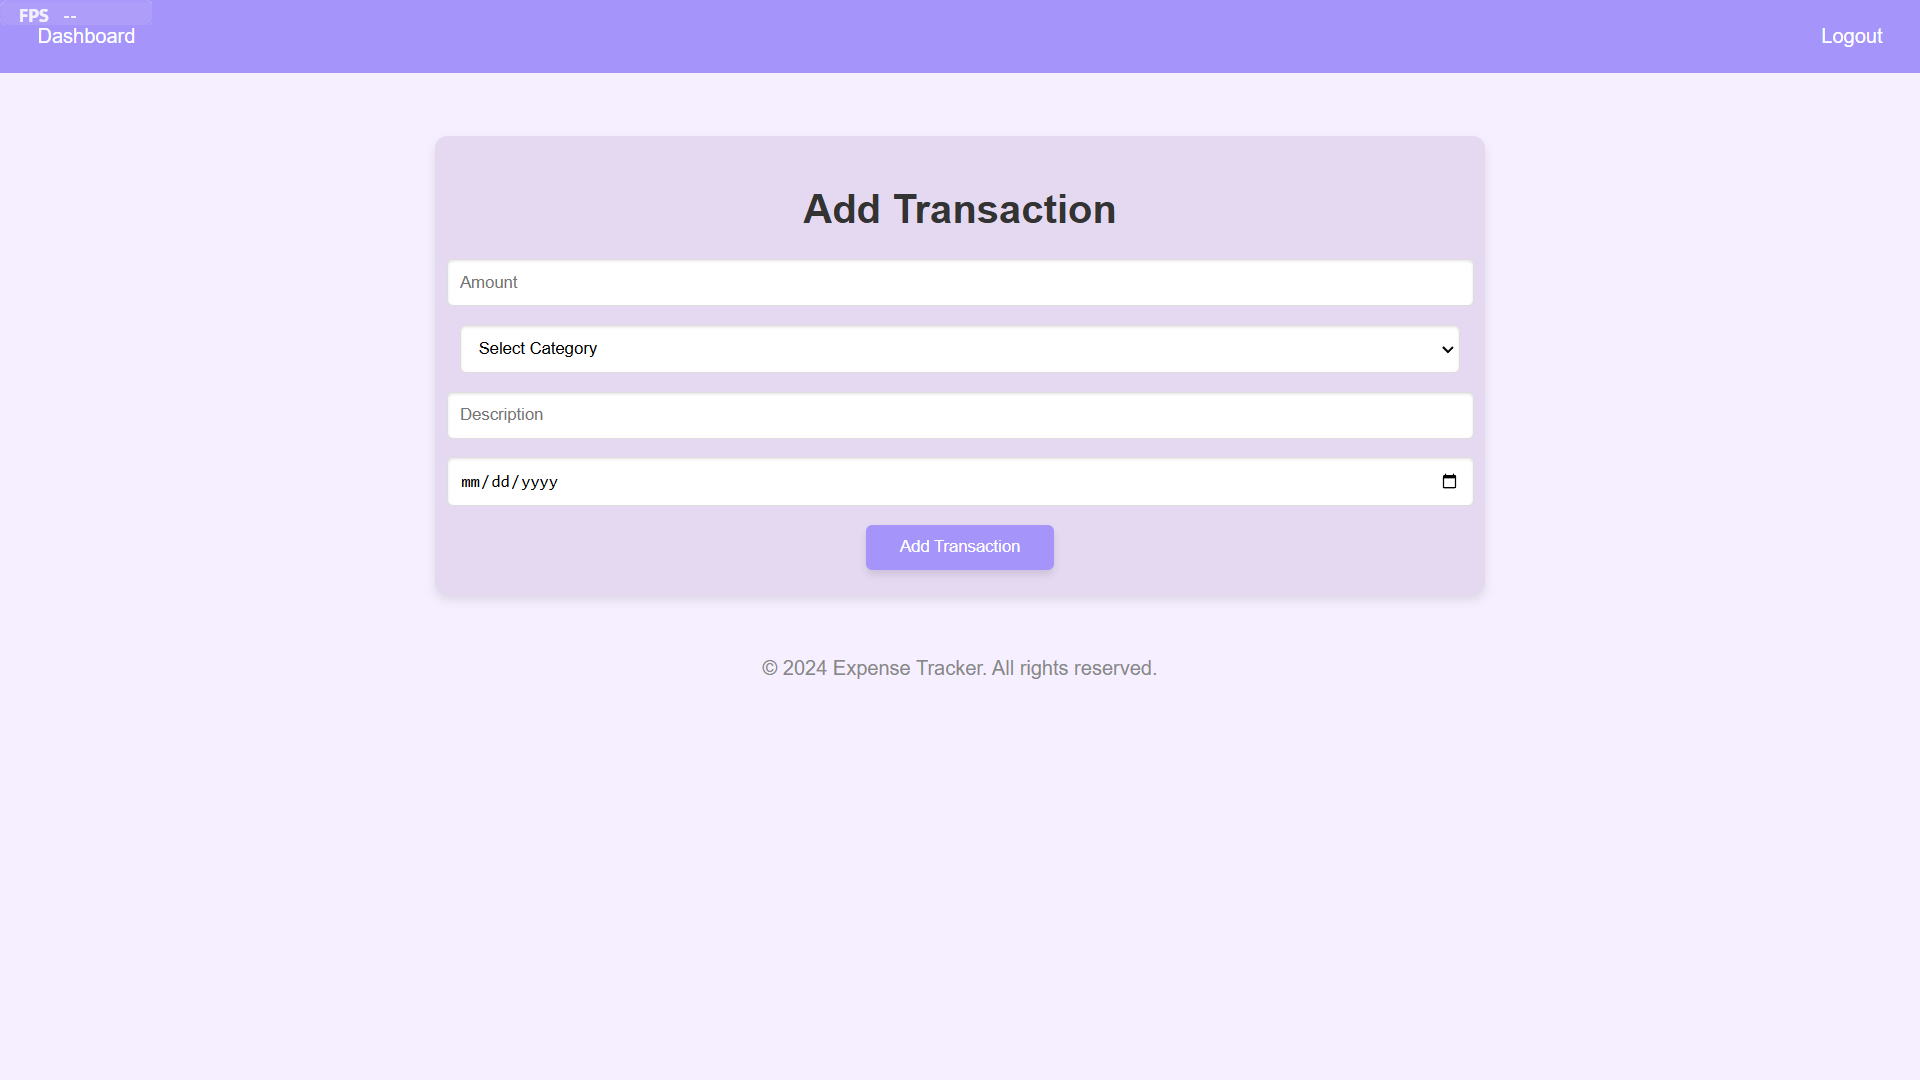 FPS --
Dashboard
Logout
Add Transaction
Amount
Select Category
Description
mm/dd/yyyy
Add Transaction
© 2024 Expense Tracker. All rights reserved.